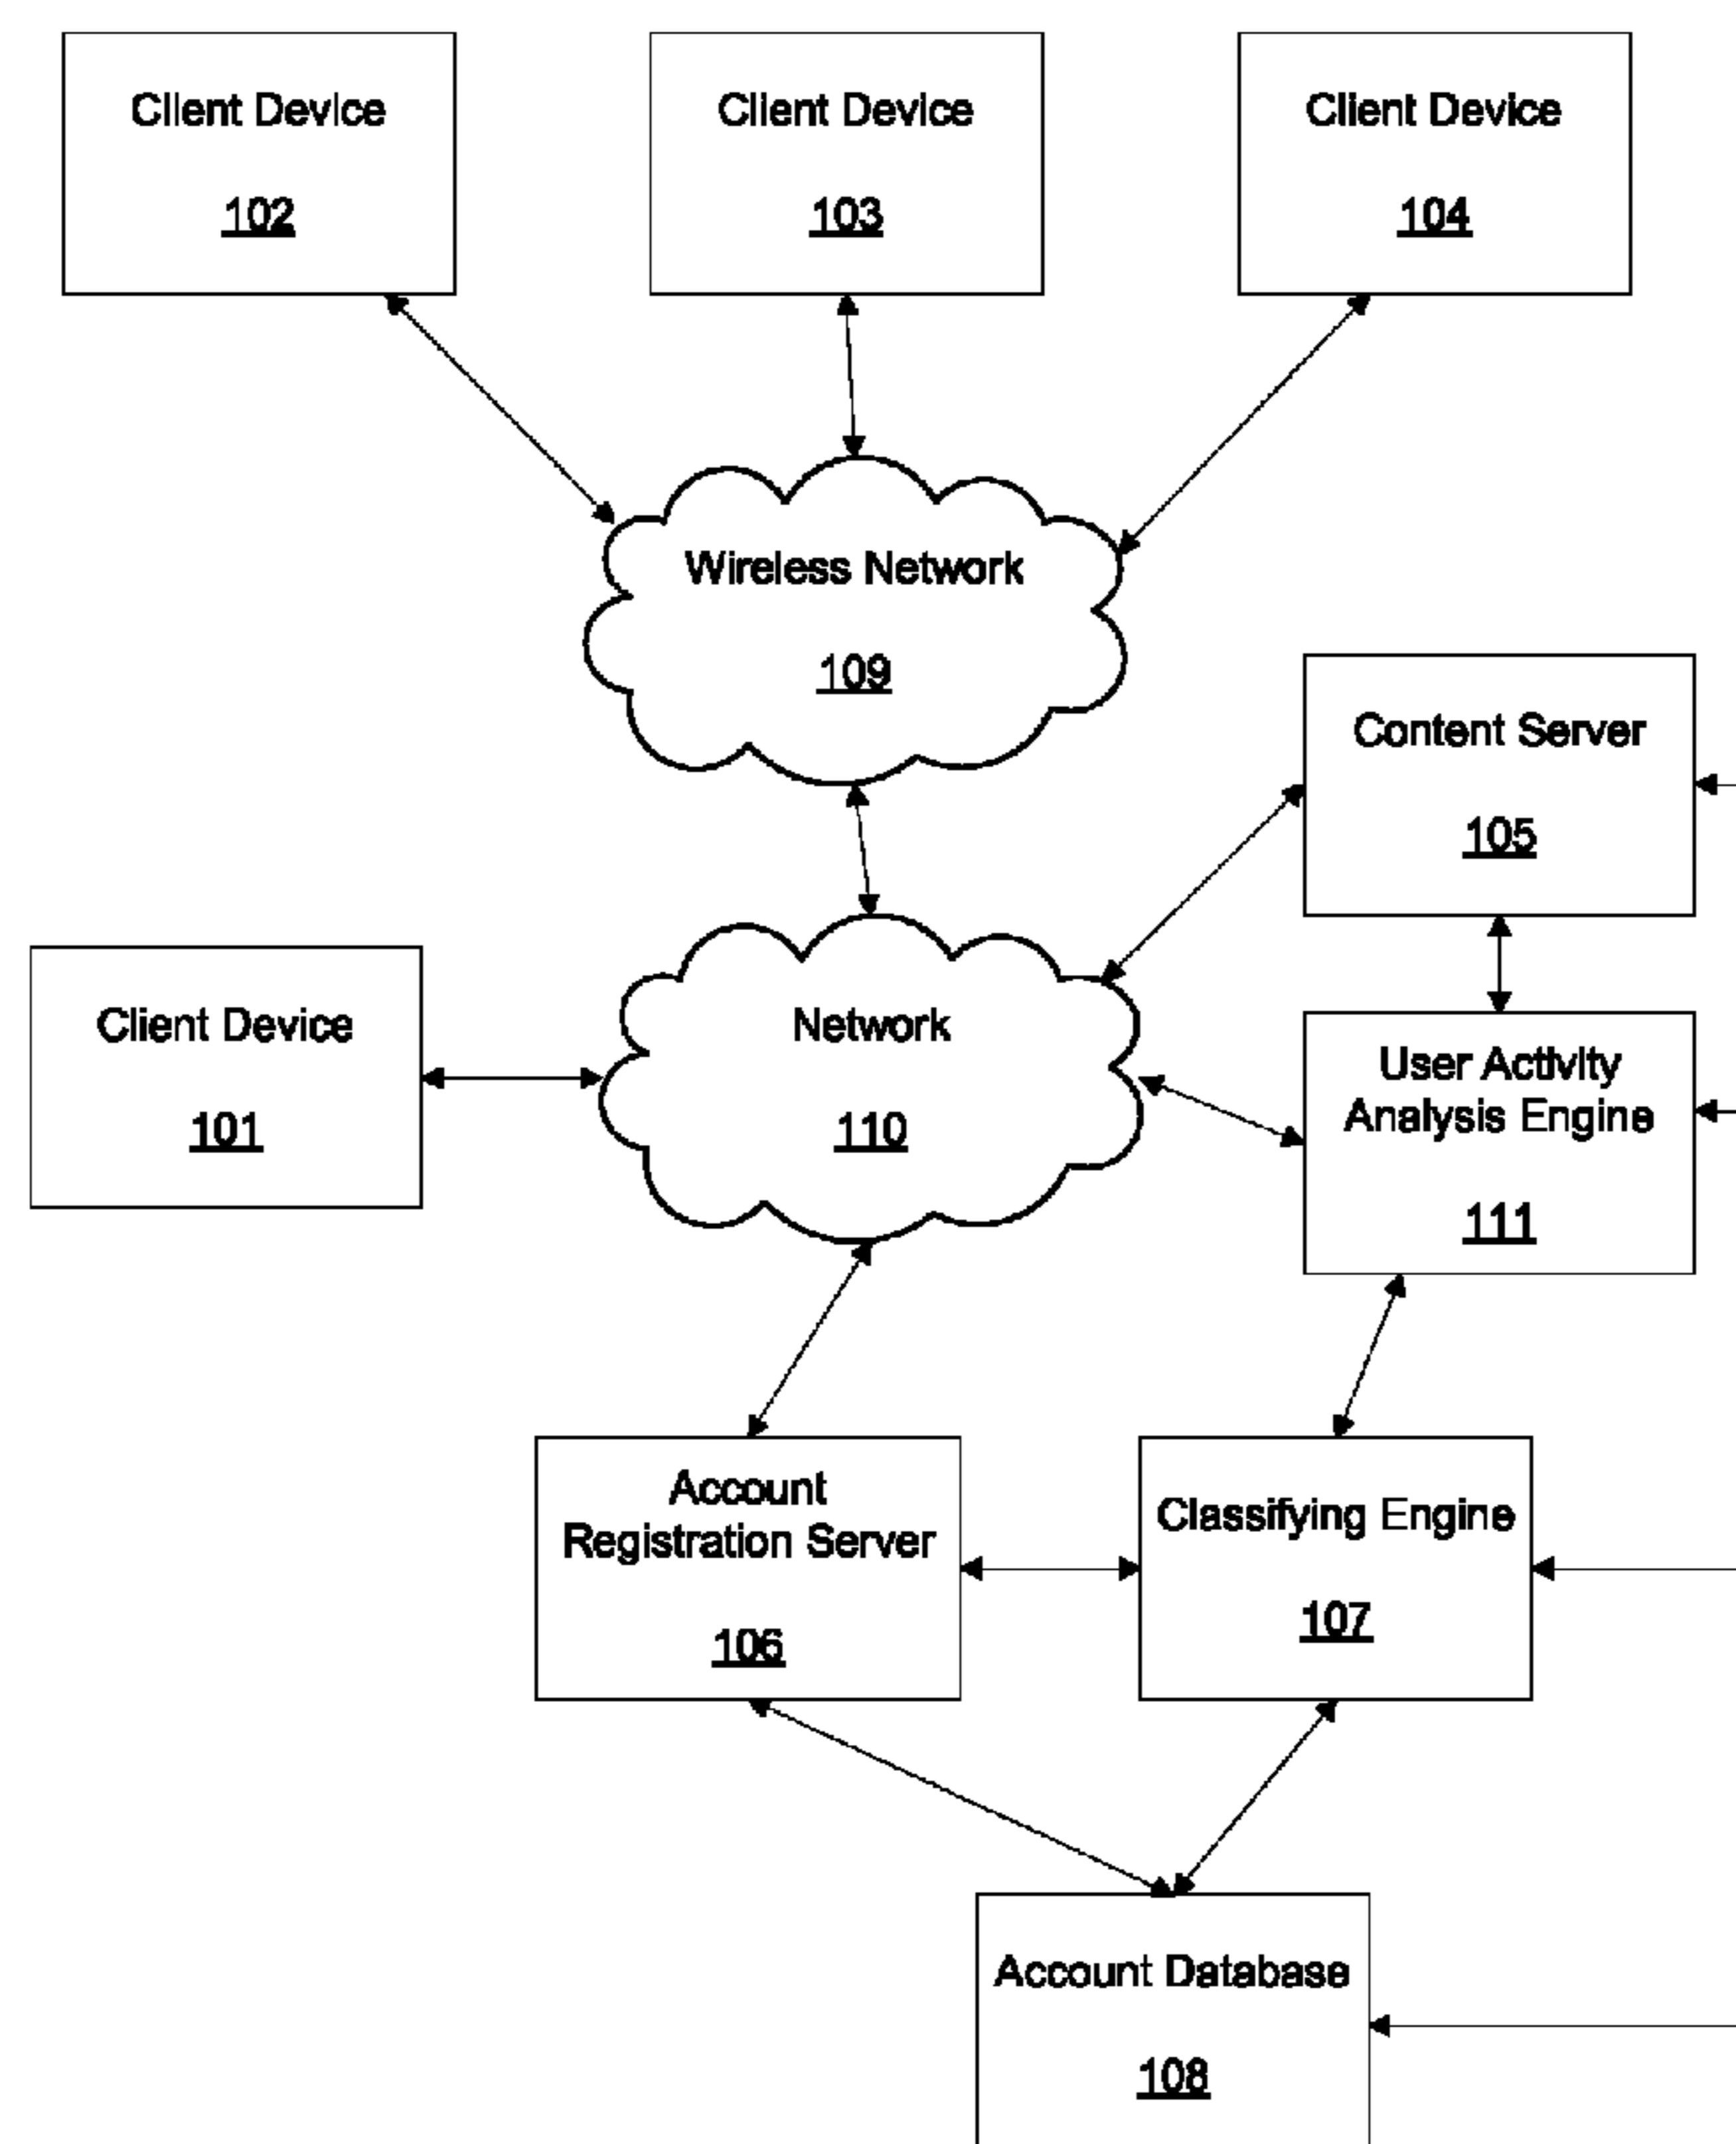 Client Device
102
Client Device
103
Client Device
104
Wireless Network
109
Content Server
105
Client Device
101
Network
110
User Activity
Analysis Engine
111
Account
Registration Server
106
Classifying Engine
107
Account Database
108